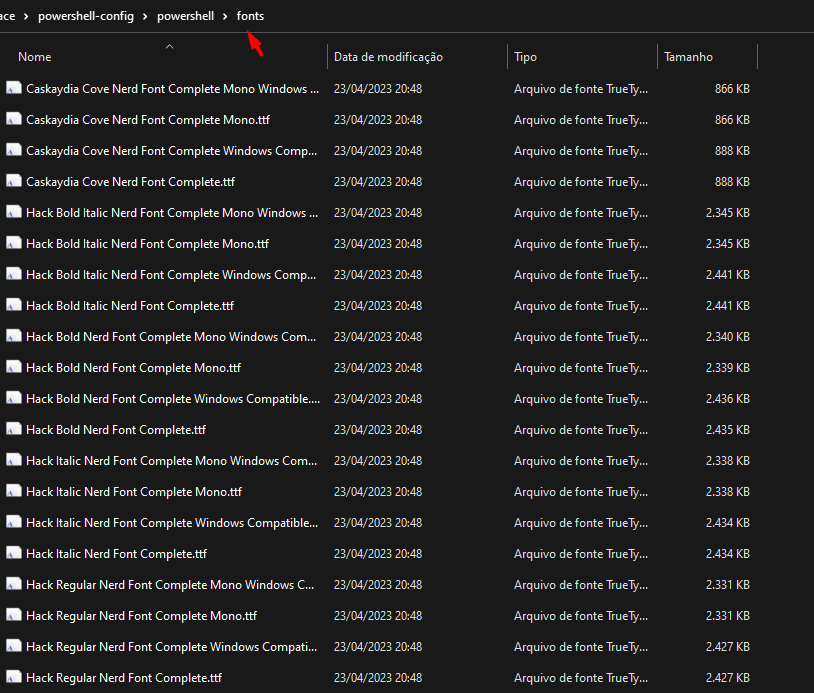 ace › powershell-config › powershell › fonts
Nome Data de modificação Tipo Tamanho
Caskaydia Cove Nerd Font Complete Mono Windows ... 23/04/2023 20:48 Arquivo de fonte TrueTy... 866 KB
Caskaydia Cove Nerd Font Complete Mono.ttf 23/04/2023 20:48 Arquivo de fonte TrueTy... 866 KB
Caskaydia Cove Nerd Font Complete Windows Comp... 23/04/2023 20:48 Arquivo de fonte TrueTy... 888 KB
Caskaydia Cove Nerd Font Complete.ttf 23/04/2023 20:48 Arquivo de fonte TrueTy... 888 KB
Hack Bold Italic Nerd Font Complete Mono Windows ... 23/04/2023 20:48 Arquivo de fonte TrueTy... 2.345 KB
Hack Bold Italic Nerd Font Complete Mono.ttf 23/04/2023 20:48 Arquivo de fonte TrueTy... 2.345 KB
Hack Bold Italic Nerd Font Complete Windows Comp... 23/04/2023 20:48 Arquivo de fonte TrueTy... 2.441 KB
Hack Bold Italic Nerd Font Complete.ttf 23/04/2023 20:48 Arquivo de fonte TrueTy... 2.441 KB
Hack Bold Nerd Font Complete Mono Windows Com... 23/04/2023 20:48 Arquivo de fonte TrueTy... 2.340 KB
Hack Bold Nerd Font Complete Mono.ttf 23/04/2023 20:48 Arquivo de fonte TrueTy... 2.339 KB
Hack Bold Nerd Font Complete Windows Compatible.... 23/04/2023 20:48 Arquivo de fonte TrueTy... 2.436 KB
Hack Bold Nerd Font Complete.ttf 23/04/2023 20:48 Arquivo de fonte TrueTy... 2.435 KB
Hack Italic Nerd Font Complete Mono Windows Com... 23/04/2023 20:48 Arquivo de fonte TrueTy... 2.338 KB
Hack Italic Nerd Font Complete Mono.ttf 23/04/2023 20:48 Arquivo de fonte TrueTy... 2.338 KB
Hack Italic Nerd Font Complete Windows Compatible... 23/04/2023 20:48 Arquivo de fonte TrueTy... 2.434 KB
Hack Italic Nerd Font Complete.ttf 23/04/2023 20:48 Arquivo de fonte TrueTy... 2.434 KB
Hack Regular Nerd Font Complete Mono Windows C... 23/04/2023 20:48 Arquivo de fonte TrueTy... 2.331 KB
Hack Regular Nerd Font Complete Mono.ttf 23/04/2023 20:48 Arquivo de fonte TrueTy... 2.331 KB
Hack Regular Nerd Font Complete Windows Compati... 23/04/2023 20:48 Arquivo de fonte TrueTy... 2.427 KB
Hack Regular Nerd Font Complete.ttf 23/04/2023 20:48 Arquivo de fonte TrueTy... 2.427 KB